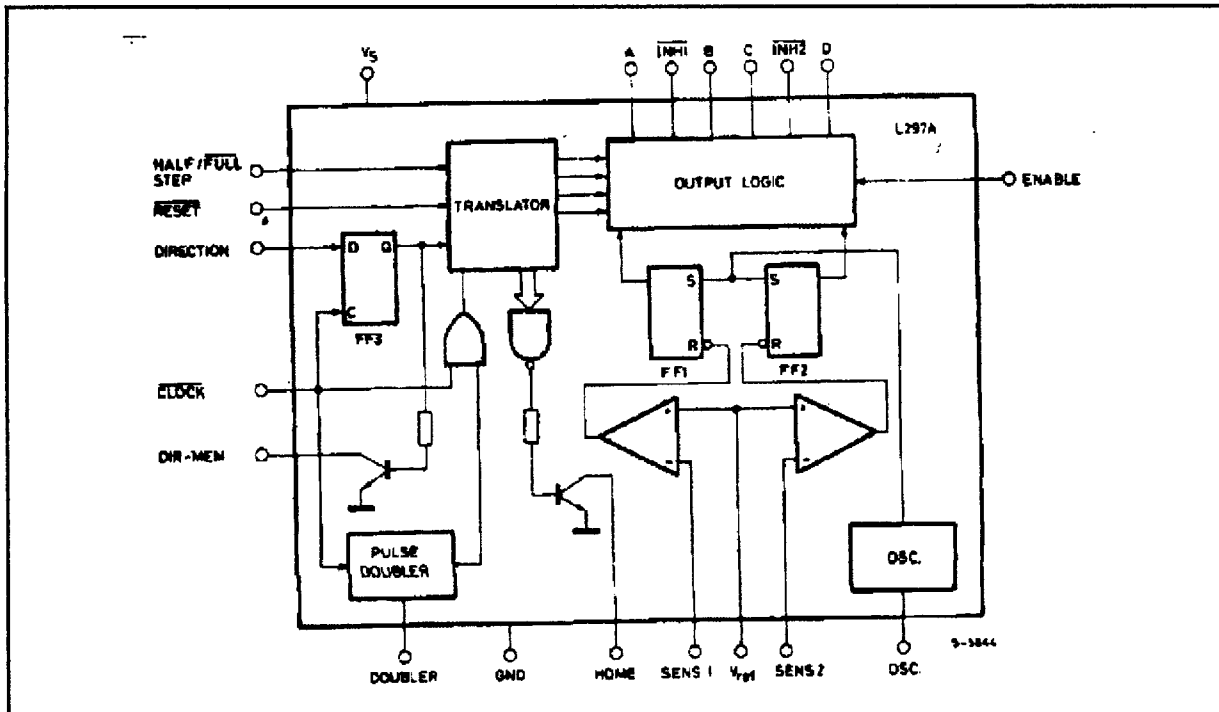 VS
A INH1 B C INH2 D
L297A
HALF/FULL
STEP
RESET
DIRECTION
CLOCK
DIR-MEM
TRANSLATOR
OUTPUT LOGIC
ENABLE
D Q
C
FF3
S
R
FF1
S
R
FF2
+
-
+
-
PULSE
DOUBLER
OSC.
S-5844
DOUBLER
GND
HOME
SENS 1
Vref
SENS 2
OSC.